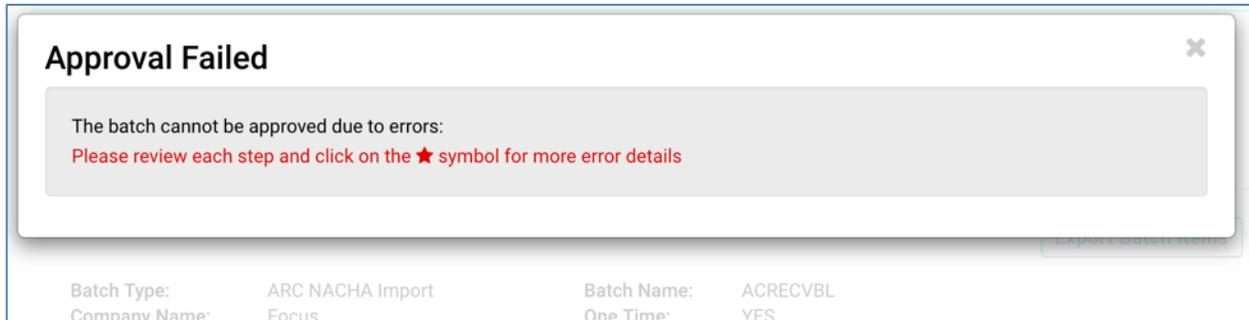 Approval Failed
The batch cannot be approved due to errors:
Please review each step and click on the ★ symbol for more error details
Export Batch Items
Batch Type: ARC NACHA Import Batch Name: ACRECVBL
Company Name: Focus One Time: YES